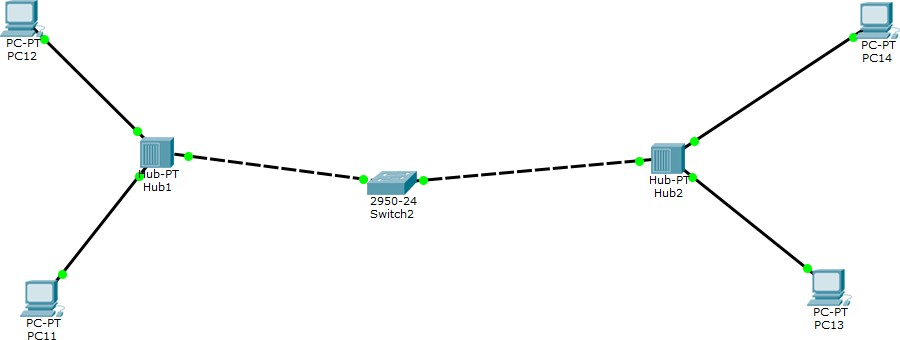 PC-PT
PC12
PC-PT
PC14
Hub-PT
Hub1
Hub-PT
Hub2
2950-24
Switch2
PC-PT
PC11
PC-PT
PC13